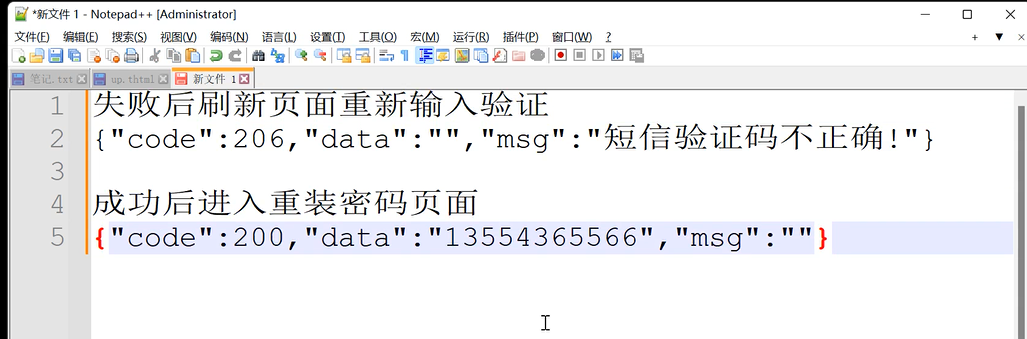 *新文件 1 - Notepad++ [Administrator]
文件(F) 编辑(E) 搜索(S) 视图(V) 编码(N) 语言(L) 设置(T) 工具(O) 宏(M) 运行(R) 插件(P) 窗口(W) ?
笔记.txt up.thtml 新文件 1
1 失败后刷新页面重新输入验证
2 {"code":206,"data":"","msg":"短信验证码不正确!"}
3
4 成功后进入重装密码页面
5 {"code":200,"data":"13554365566","msg":""}